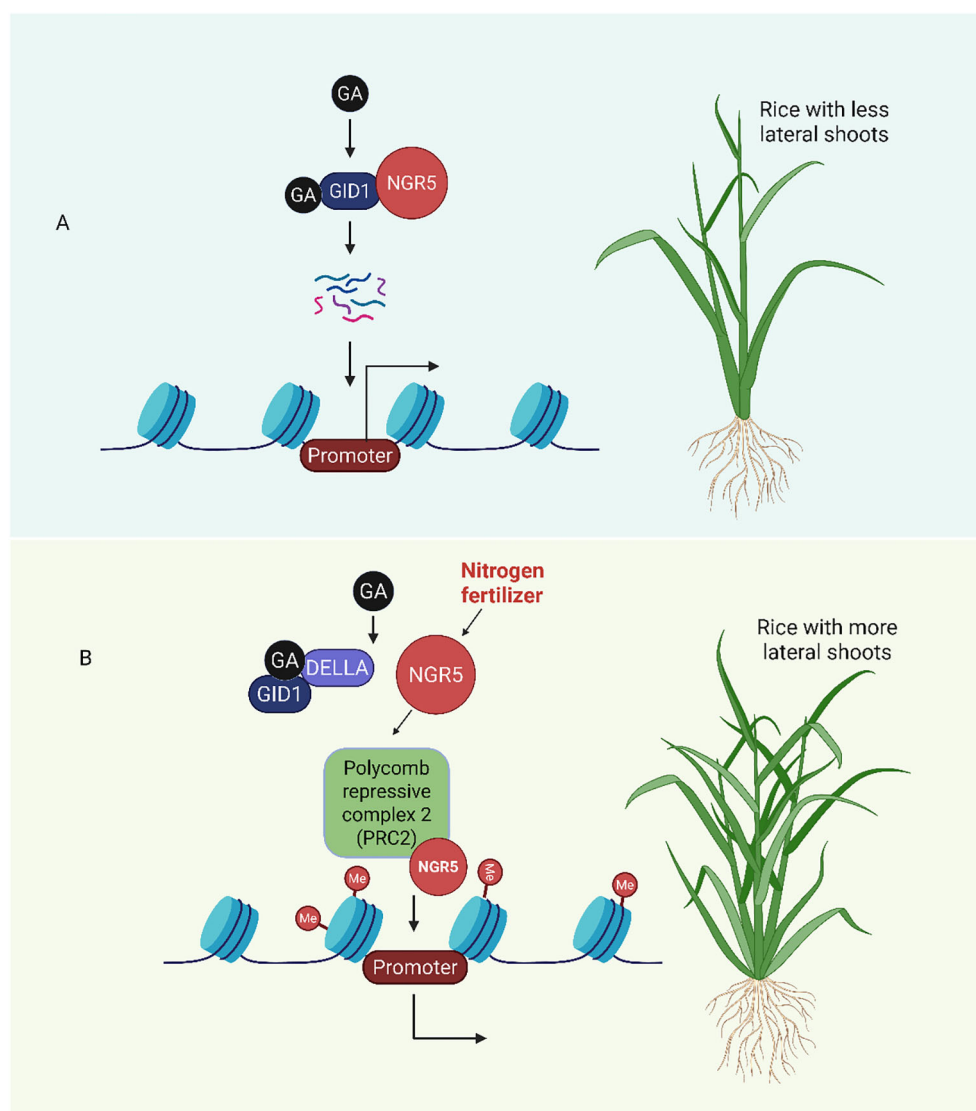 GA
Rice with less
lateral shoots
GA GID1 NGR5
A
Promoter
Nitrogen
fertilizer
GA
Rice with more
lateral shoots
B
GA DELLA
GID1
NGR5
Polycomb
repressive
complex 2
(PRC2)
NGR5
Me
Me
Me
Me
Promoter